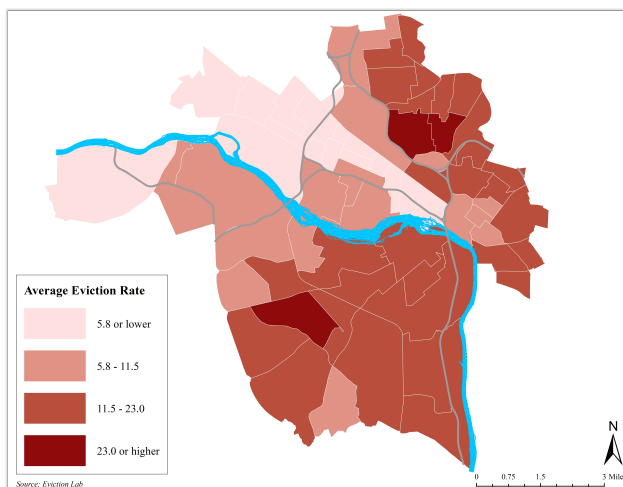 Average Eviction Rate
5.8 or lower
5.8 - 11.5
11.5 - 23.0
23.0 or higher
Source: Eviction Lab
N
0 0.75 1.5 3 Mile